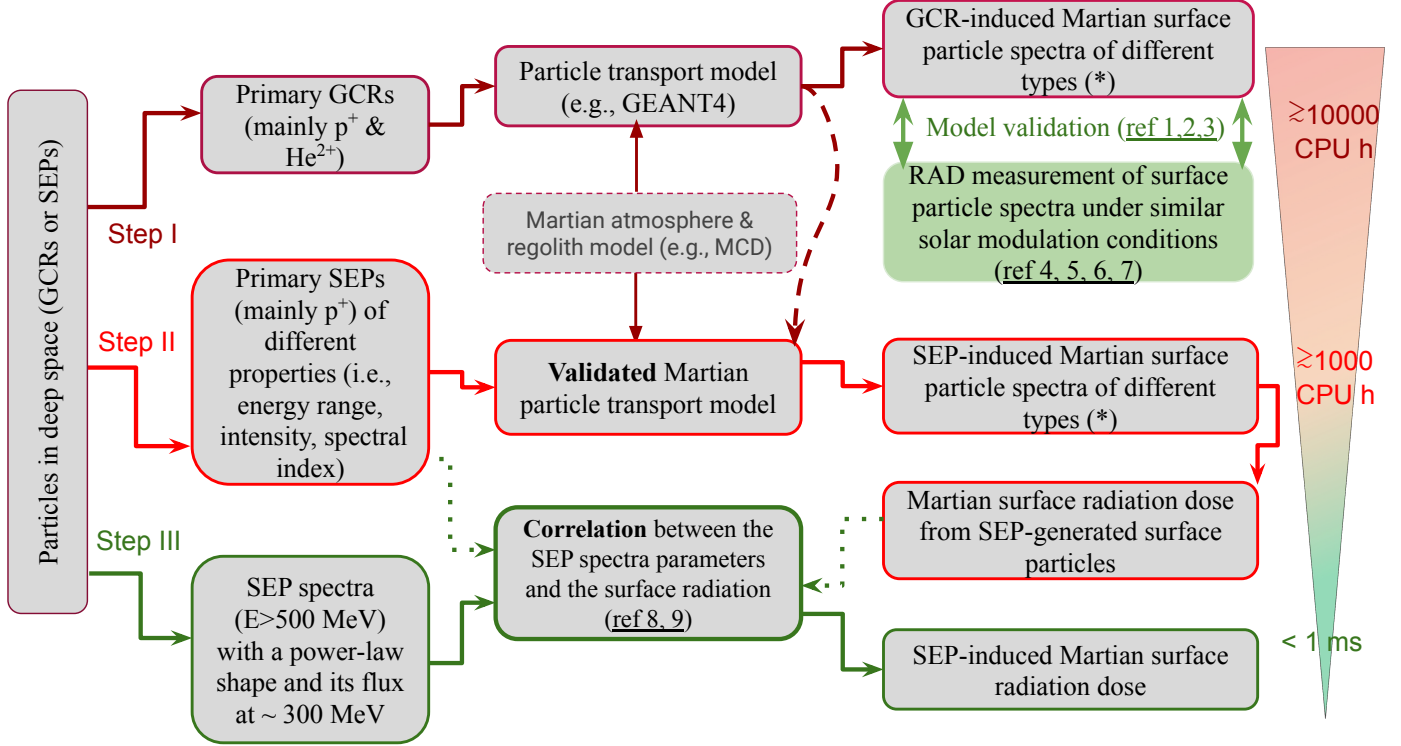 Particles in deep space (GCRs or SEPs)
Step I
Primary GCRs
(mainly p⁺ &
He²⁺)
Particle transport model
(e.g., GEANT4)
GCR-induced Martian surface
particle spectra of different
types (*)
Model validation (ref 1,2,3)
RAD measurement of surface
particle spectra under similar
solar modulation conditions
(ref 4, 5, 6, 7)
Martian atmosphere &
regolith model (e.g., MCD)
Step II
Primary SEPs
(mainly p⁺) of
different
properties (i.e.,
energy range,
intensity, spectral
index)
Validated Martian
particle transport model
SEP-induced Martian surface
particle spectra of different
types (*)
Martian surface radiation dose
from SEP-generated surface
particles
Step III
SEP spectra
(E>500 MeV)
with a power-law
shape and its flux
at ~ 300 MeV
Correlation between the
SEP spectra parameters
and the surface radiation
(ref 8, 9)
SEP-induced Martian surface
radiation dose
≳10000
CPU h
≳1000
CPU h
< 1 ms